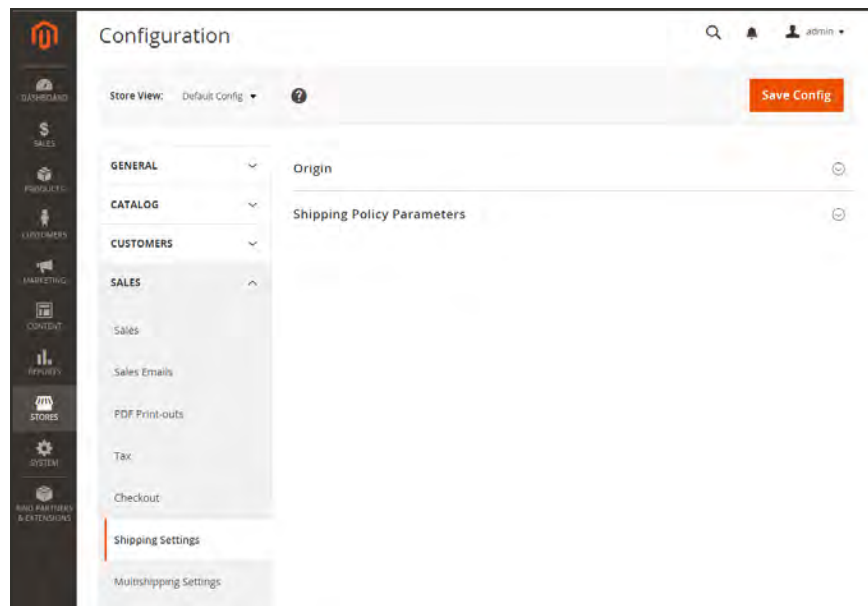 Configuration
admin
DASHBOARD
Store View: Default Config
Save Config
SALES
GENERAL
Origin
PRODUCTS
CATALOG
Shipping Policy Parameters
CUSTOMERS
CUSTOMERS
MARKETING
SALES
CONTENT
Sales
REPORTS
Sales Emails
STORES
PDF Print-outs
SYSTEM
Tax
Checkout
FIND PARTNERS
& EXTENSIONS
Shipping Settings
Multishipping Settings